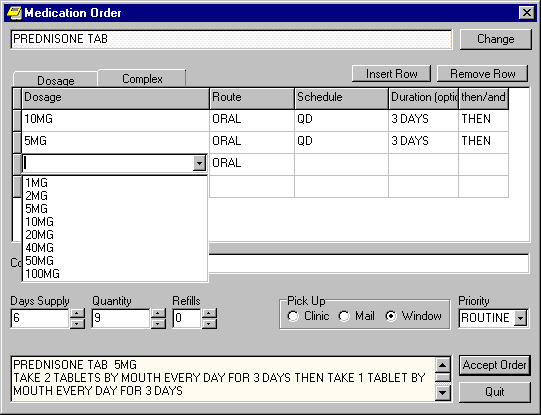 Medication Order
PREDNISONE TAB
Change
Dosage
Complex
Insert Row
Remove Row
Dosage Route Schedule Duration (optic then/and
10MG ORAL QD 3 DAYS THEN
5MG ORAL QD 3 DAYS THEN
ORAL
1MG
2MG
5MG
10MG
20MG
40MG
50MG
100MG
Days Supply
6
Quantity
9
Refills
0
Pick Up
Clinic Mail Window
Priority
ROUTINE
PREDNISONE TAB 5MG
TAKE 2 TABLETS BY MOUTH EVERY DAY FOR 3 DAYS THEN TAKE 1 TABLET BY
MOUTH EVERY DAY FOR 3 DAYS
Accept Order
Quit